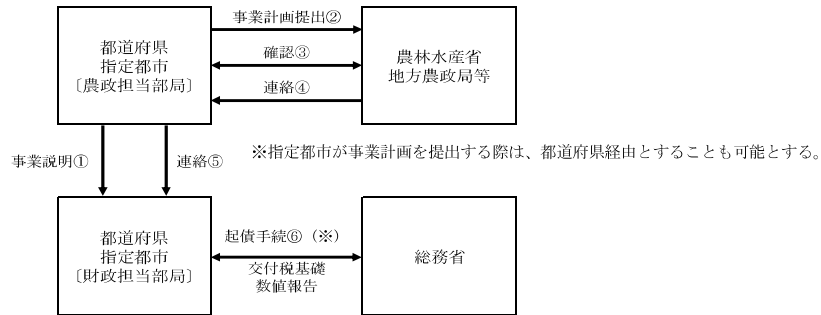 事業計画提出②
都道府県
指定都市
〔農政担当部局〕
確認③
農林水産省
地方農政局等
連絡④
事業説明①
連絡⑤
※指定都市が事業計画を提出する際は、都道府県経由とすることも可能とする。
都道府県
指定都市
〔財政担当部局〕
起債手続⑥（※）
交付税基礎
数値報告
総務省